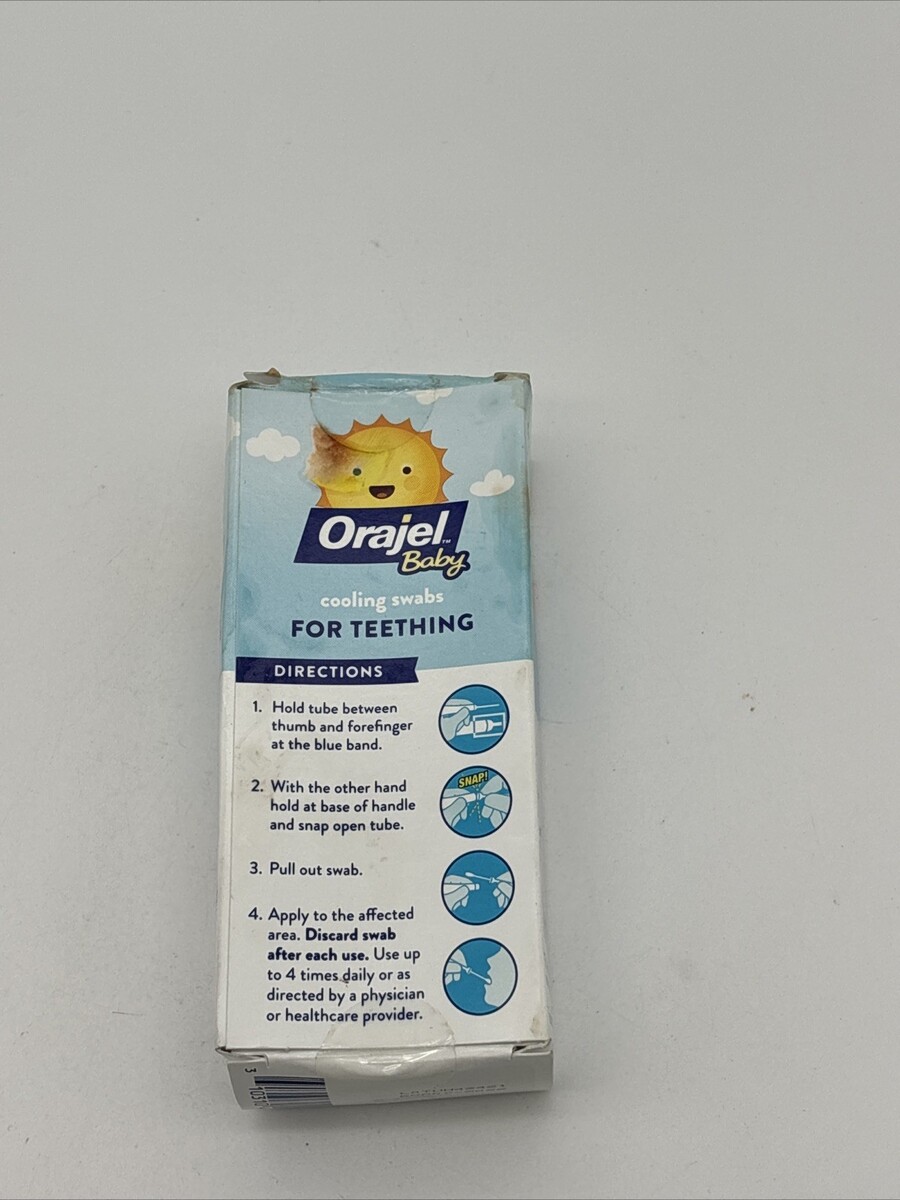 Orajel™
Baby
cooling swabs
FOR TEETHING
DIRECTIONS
1. Hold tube between
thumb and forefinger
at the blue band.
SNAP!
2. With the other hand
hold at base of handle
and snap open tube.
3. Pull out swab.
4. Apply to the affected
area. Discard swab
after each use. Use up
to 4 times daily or as
directed by a physician
or healthcare provider.
3